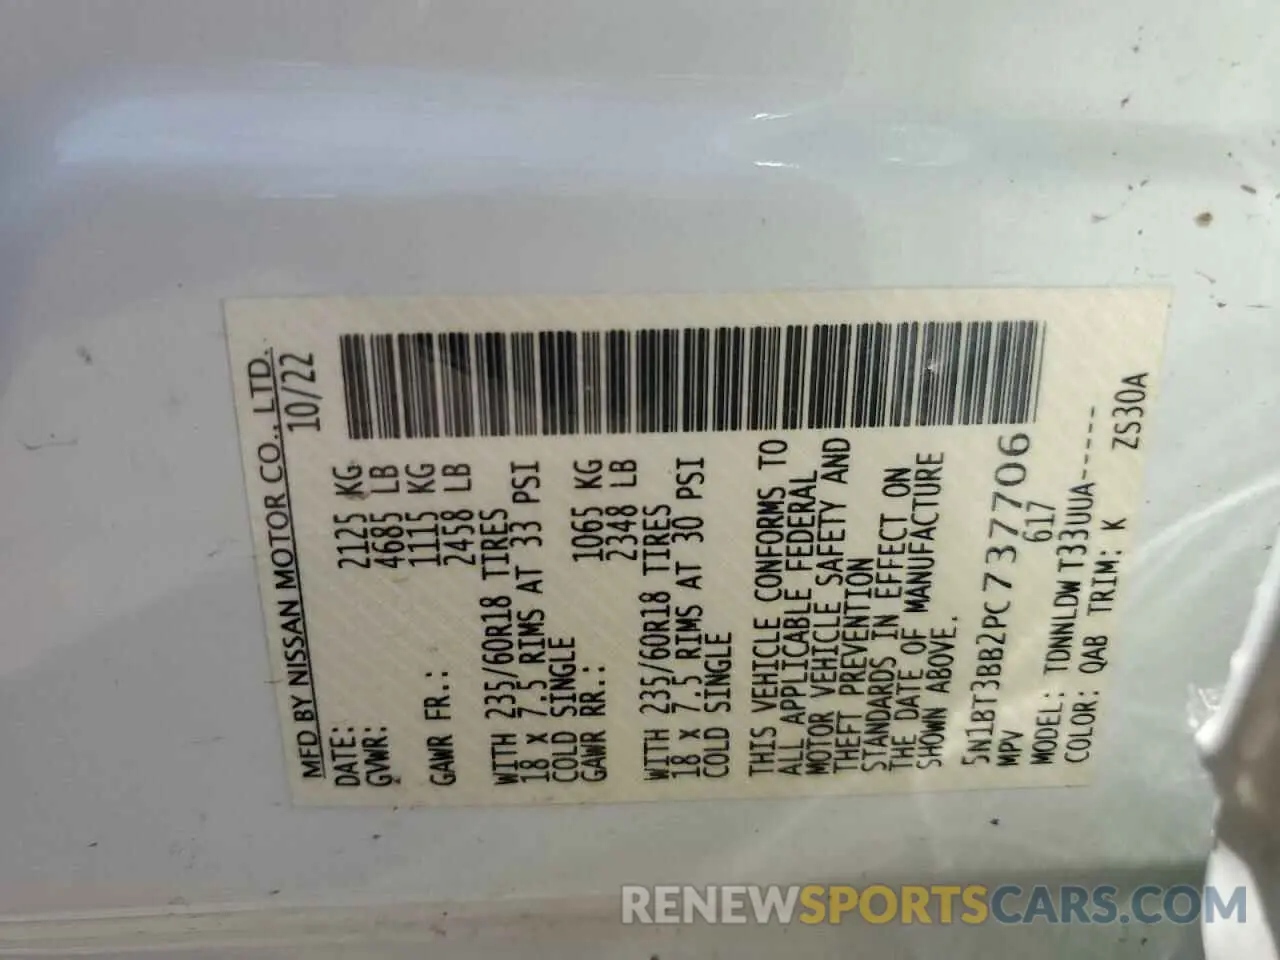 MFD BY NISSAN MOTOR CO., LTD.
DATE: 10/22
GVWR: 2125 KG
4685 LB
GAWR FR.: 1115 KG
2458 LB
WITH 235/60R18 TIRES
18 X 7.5 RIMS AT 33 PSI
COLD SINGLE
GAWR RR.: 1065 KG
2348 LB
WITH 235/60R18 TIRES
18 X 7.5 RIMS AT 30 PSI
COLD SINGLE
THIS VEHICLE CONFORMS TO
ALL APPLICABLE FEDERAL
MOTOR VEHICLE SAFETY AND
THEFT PREVENTION
STANDARDS IN EFFECT ON
THE DATE OF MANUFACTURE
SHOWN ABOVE.
5N1BT3BB2PC737706
MPV 617
MODEL: TDNNLDWT33UUA-----
COLOR: QAB TRIM: K ZS30A
RENEWSPORTSCARS.COM